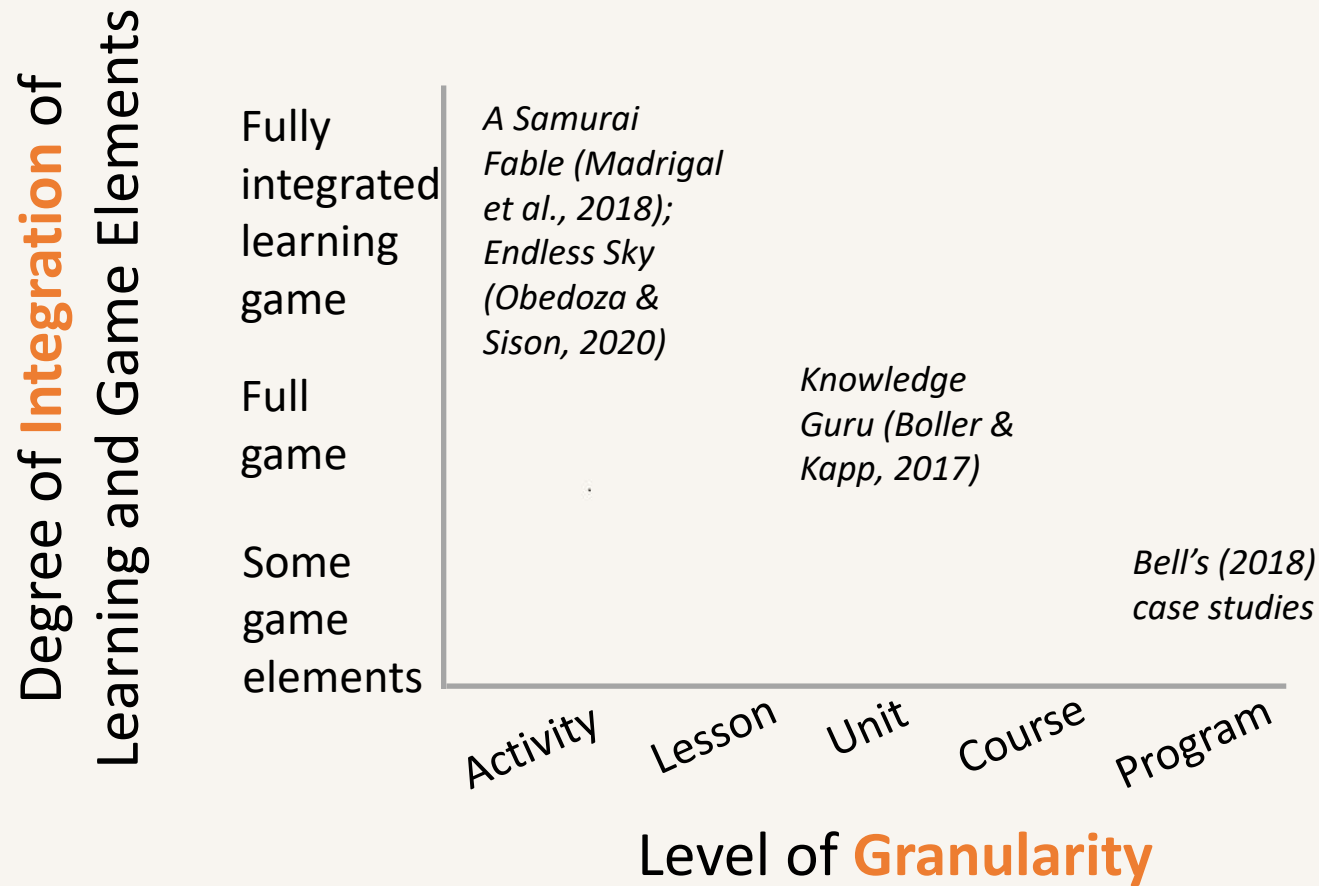 Degree of Integration of
Learning and Game Elements
Fully
integrated
learning
game
A Samurai
Fable (Madrigal
et al., 2018);
Endless Sky
(Obedoza &
Sison, 2020)
Full
game
Knowledge
Guru (Boller &
Kapp, 2017)
Some
game
elements
Bell’s (2018)
case studies
Activity
Lesson
Unit
Course
Program
Level of Granularity